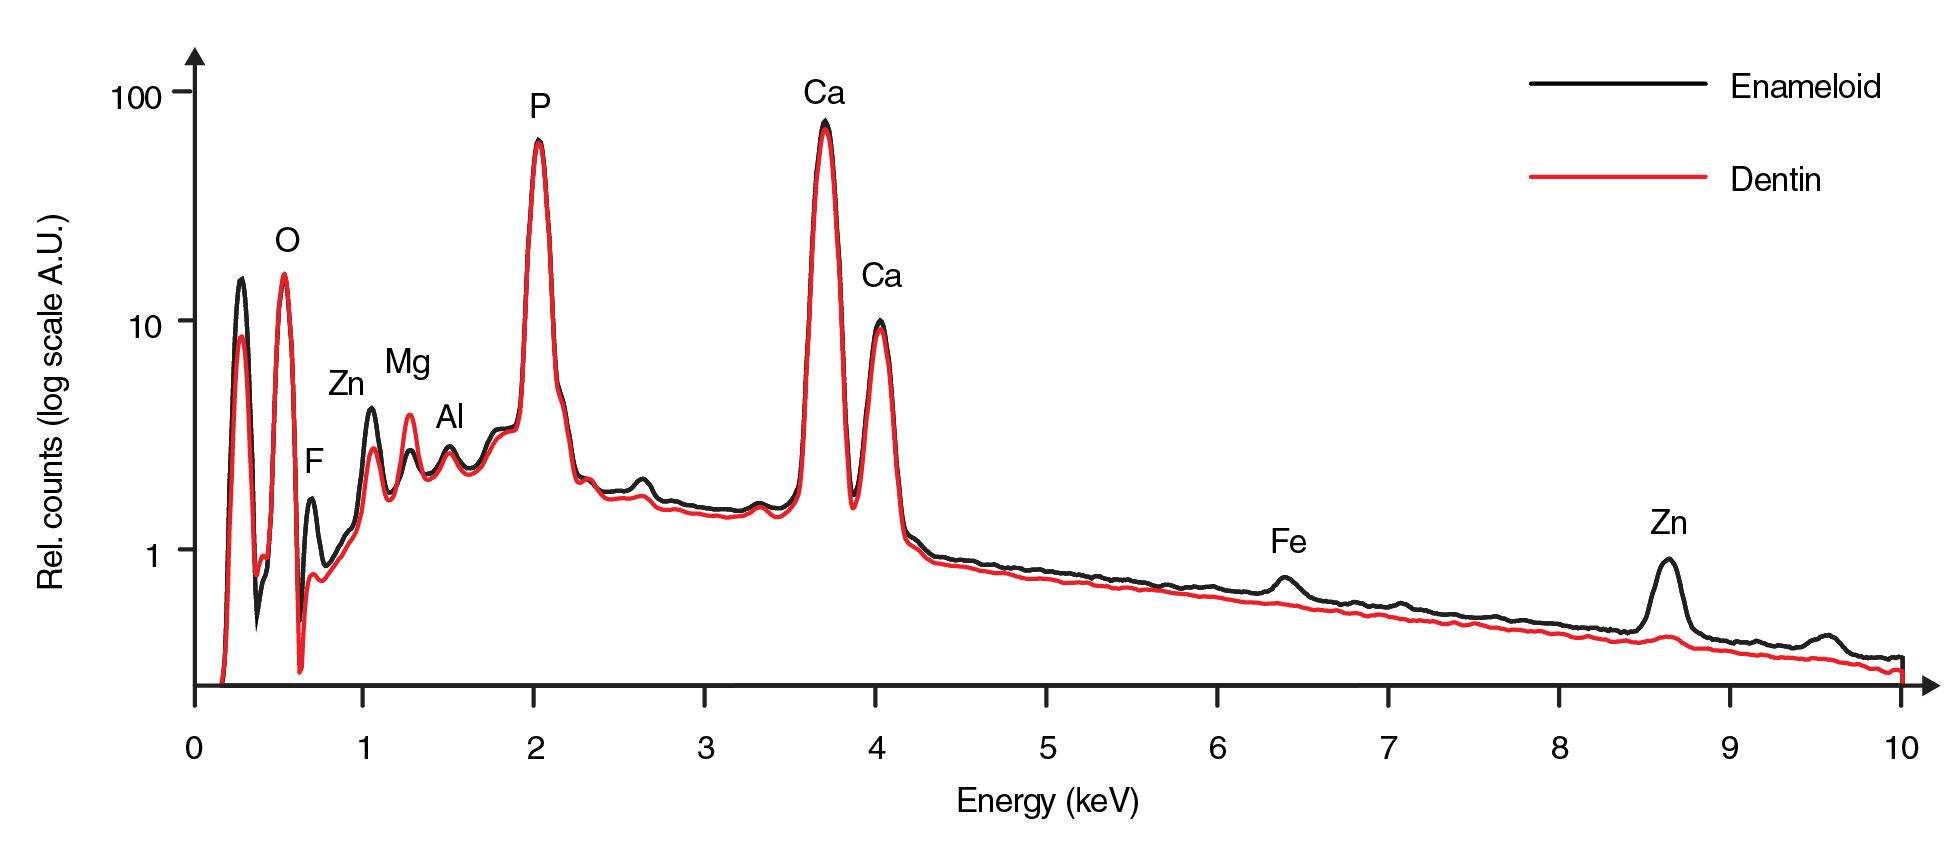 100
10
1
Rel. counts (log scale A.U.)
O
F
Zn
Mg
Al
P
Ca
Ca
Fe
Zn
Enameloid
Dentin
0 1 2 3 4 5 6 7 8 9 10
Energy (keV)